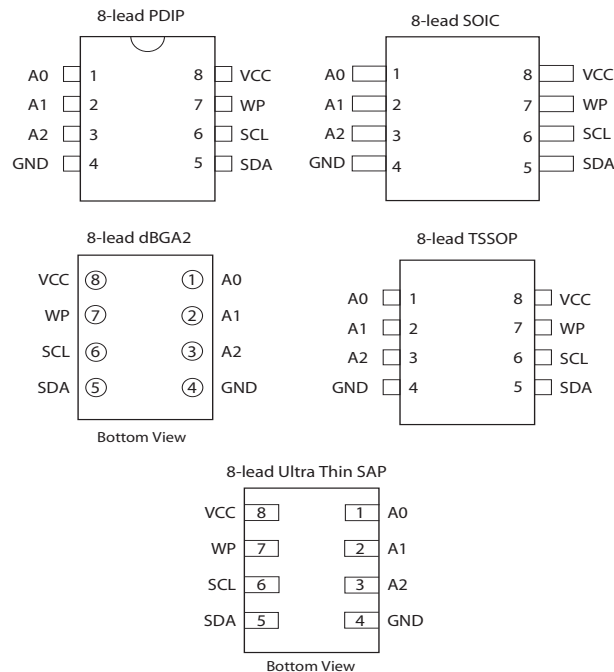 8-lead PDIP
A0 1 8 VCC
A1 2 7 WP
A2 3 6 SCL
GND 4 5 SDA
8-lead SOIC
A0 1 8 VCC
A1 2 7 WP
A2 3 6 SCL
GND 4 5 SDA
8-lead dBGA2
VCC 8 1 A0
WP 7 2 A1
SCL 6 3 A2
SDA 5 4 GND
Bottom View
8-lead TSSOP
A0 1 8 VCC
A1 2 7 WP
A2 3 6 SCL
GND 4 5 SDA
8-lead Ultra Thin SAP
VCC 8 1 A0
WP 7 2 A1
SCL 6 3 A2
SDA 5 4 GND
Bottom View